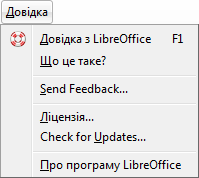 Довідка
Довідка з LibreOffice F1
Що це таке?
Send Feedback...
Ліцензія...
Check for Updates...
Про програму LibreOffice